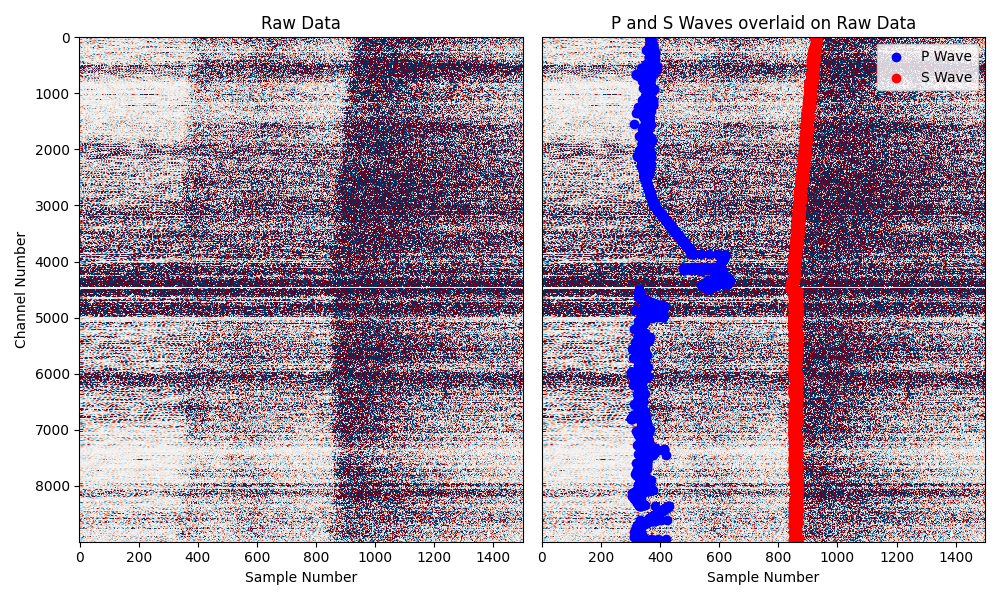 Raw Data
0
1000
2000
3000
4000
5000
6000
7000
8000
Channel Number
0 200 400 600 800 1000 1200 1400
Sample Number
P and S Waves overlaid on Raw Data
P Wave
S Wave
0 200 400 600 800 1000 1200 1400
Sample Number